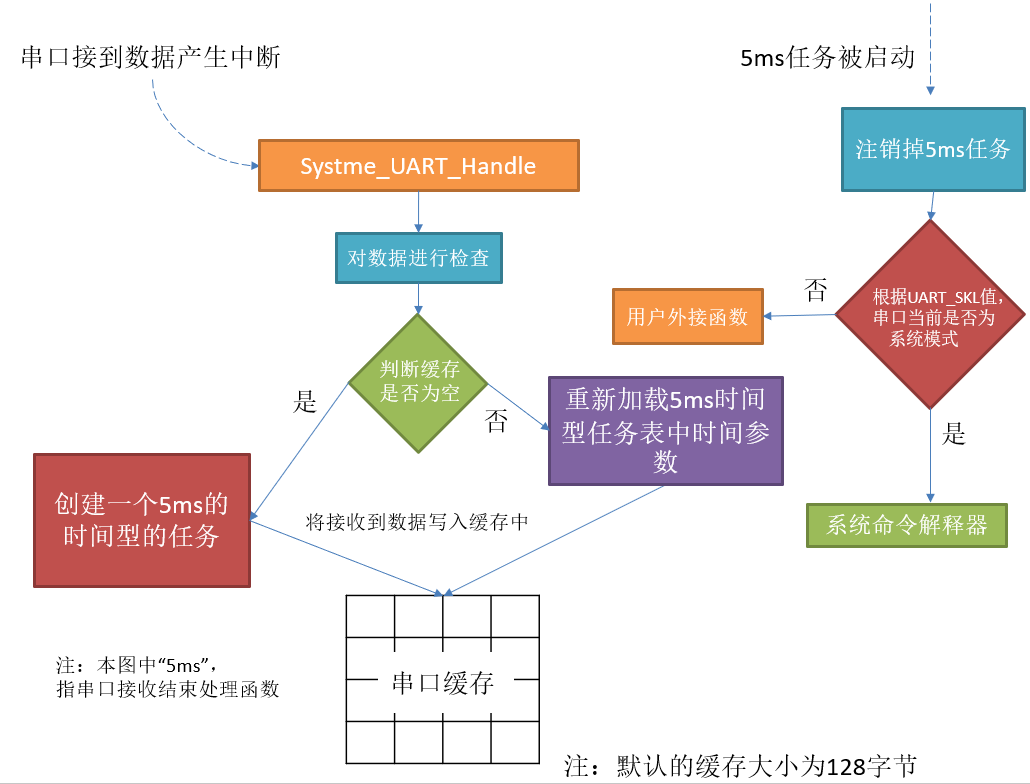 串口接到数据产生中断
5ms任务被启动
Systme_UART_Handle
注销掉5ms任务
对数据进行检查
根据UART_SKL值，
串口当前是否为
系统模式
否
用户外接函数
判断缓存
是否为空
是
否
重新加载5ms时间
型任务表中时间参
数
是
创建一个5ms的
时间型的任务
将接收到数据写入缓存中
系统命令解释器
串口缓存
注：本图中“5ms”，
指串口接收结束处理函数
注：默认的缓存大小为128字节